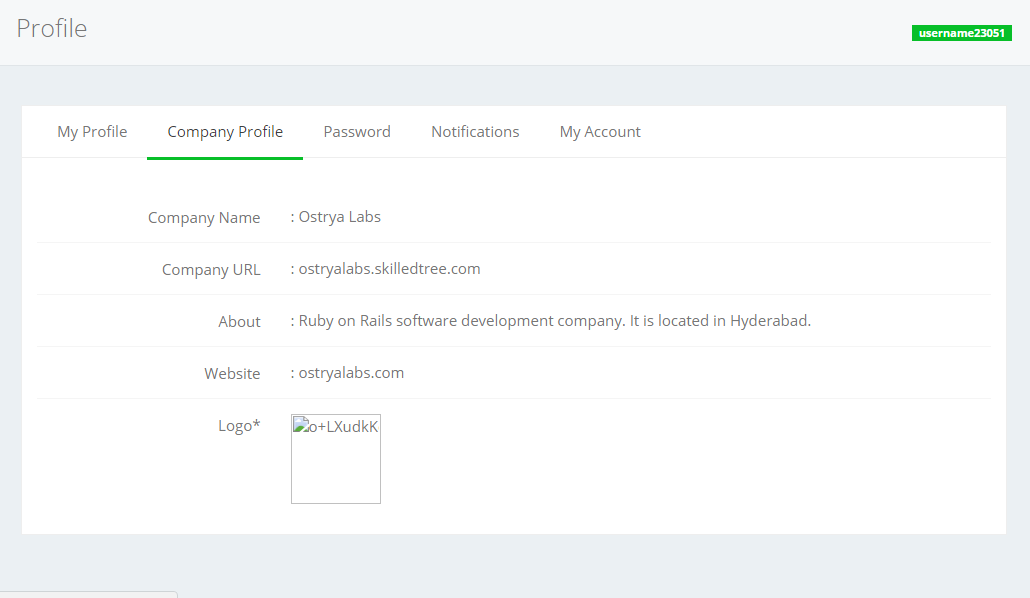 Profile
username23051
My Profile Company Profile Password Notifications My Account
Company Name : Ostrya Labs
Company URL : ostryalabs.skilledtree.com
About : Ruby on Rails software development company. It is located in Hyderabad.
Website : ostryalabs.com
Logo* o+LXudkK